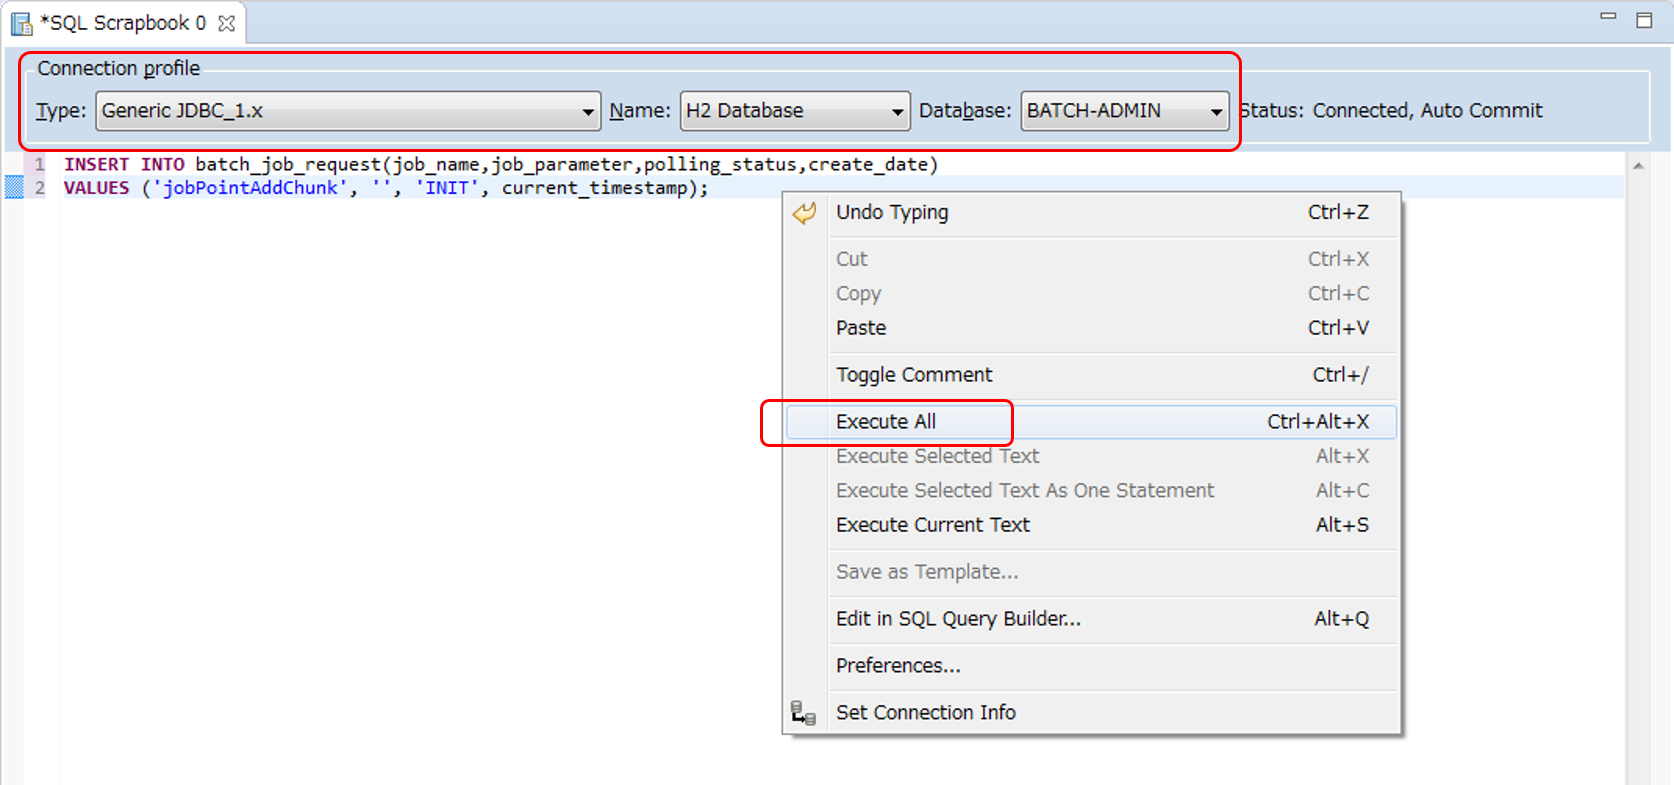 *SQL Scrapbook 0
Connection profile
Type: Generic JDBC_1.x Name: H2 Database Database: BATCH-ADMIN Status: Connected, Auto Commit
1 INSERT INTO batch_job_request(job_name,job_parameter,polling_status,create_date)
2 VALUES ('jobPointAddChunk', '', 'INIT', current_timestamp);
Undo Typing Ctrl+Z
Cut Ctrl+X
Copy Ctrl+C
Paste Ctrl+V
Toggle Comment Ctrl+/
Execute All Ctrl+Alt+X
Execute Selected Text Alt+X
Execute Selected Text As One Statement Alt+C
Execute Current Text Alt+S
Save as Template...
Edit in SQL Query Builder... Alt+Q
Preferences...
Set Connection Info